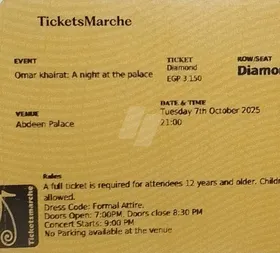 TicketsMarche
EVENT
Omar khairat: A night at the palace
TICKET
Diamond
EGP 3,150
ROW/SEAT
Diamo
VENUE
Abdeen Palace
DATE & TIME
Tuesday 7th October 2025
21:00
Rules
A full ticket is required for attendees 12 years and older. Childr
allowed.
Dress Code: Formal Attire.
Doors Open: 7:00PM, Doors close 8:30 PM
Concert Starts: 9:00 PM
No Parking available at the venue
Ticketsmarche